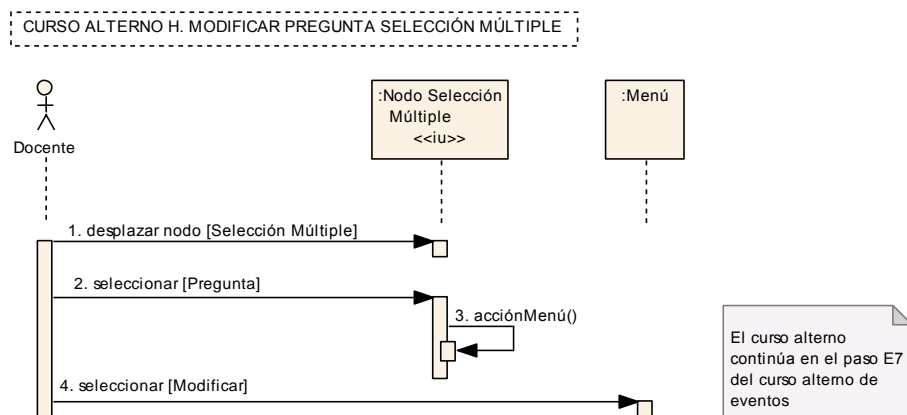 CURSO ALTERNO H. MODIFICAR PREGUNTA SELECCIÓN MÚLTIPLE
:Nodo Selección
Múltiple
<<iu>>
:Menú
Docente
1. desplazar nodo [Selección Múltiple]
2. seleccionar [Pregunta]
3. acciónMenú()
4. seleccionar [Modificar]
El curso alterno
continúa en el paso E7
del curso alterno de
eventos